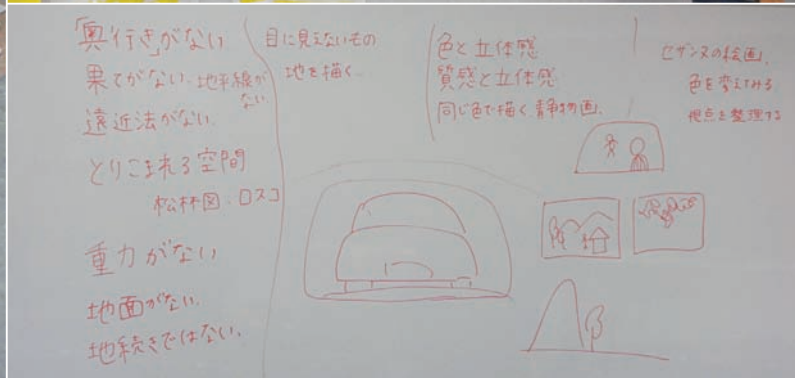 「奥行き」がない
果てがない、地平線が
ない
遠近法がない
とりこまれる空間
松林図、ロスコ
重力がない
地面がない、
地続きではない、
目に見えないもの
地を描く
色と立体感
質感と立体感
同じ色で描く静物画、
セザンヌの絵画、
色を変えてみる
視点を整理する